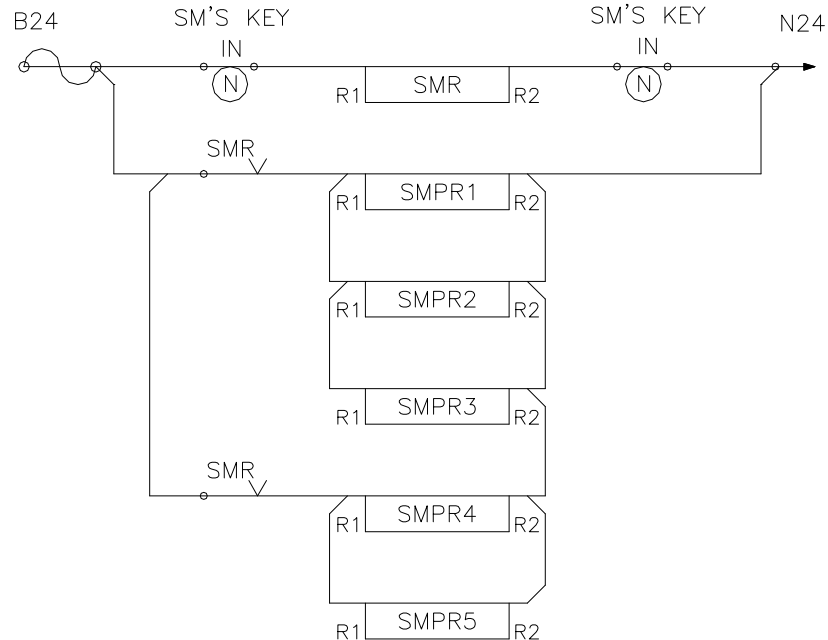 B24 SM'S KEY SM'S KEY N24
IN IN
N N
R1 SMR R2
SMR
R1 SMPR1 R2
R1 SMPR2 R2
R1 SMPR3 R2
SMR
R1 SMPR4 R2
R1 SMPR5 R2